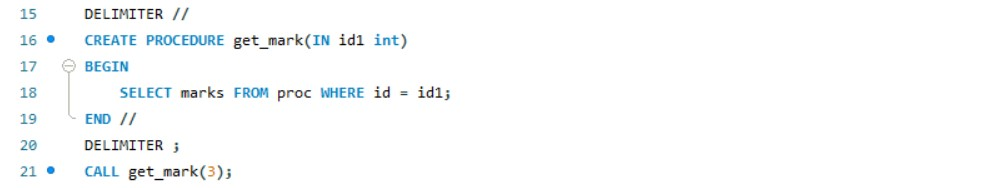 15 DELIMITER //
16 CREATE PROCEDURE get_mark(IN id1 int)
17 BEGIN
18 SELECT marks FROM proc WHERE id = id1;
19 END //
20 DELIMITER ;
21 CALL get_mark(3);